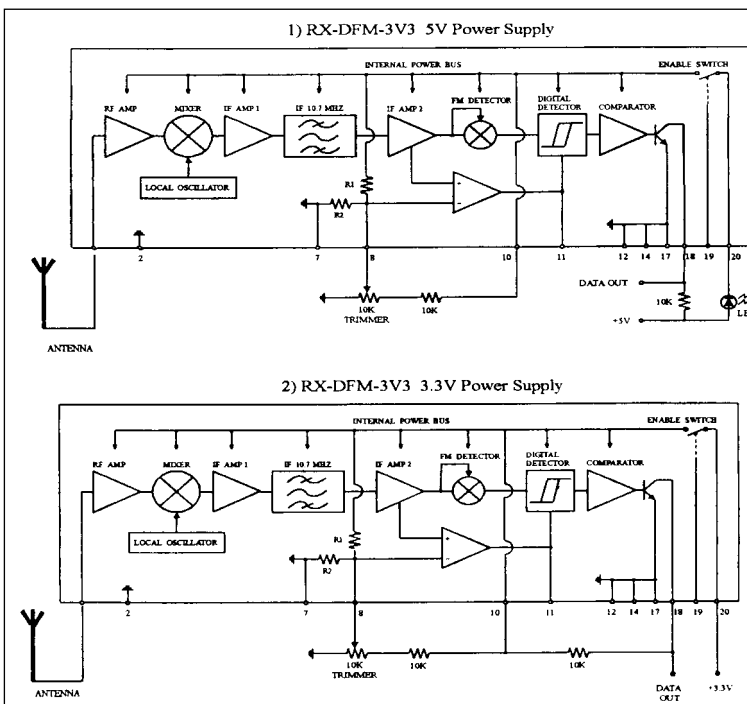 1) RX-DFM-3V3 5V Power Supply
INTERNAL POWER BUS
ENABLE SWITCH
RF AMP
MIXER
IF AMP 1
IF 10.7 MHZ
IF AMP 2
FM DETECTOR
DIGITAL
DETECTOR
COMPARATOR
LOCAL OSCILLATOR
R1
R2
+
-
2
7
8
10
11
12
14
17
18
19
20
10K
TRIMMER
10K
DATA OUT
10K
+5V
ANTENNA
2) RX-DFM-3V3 3.3V Power Supply
INTERNAL POWER BUS
ENABLE SWITCH
RF AMP
MIXER
IF AMP 1
IF 10.7 MHZ
IF AMP 2
FM DETECTOR
DIGITAL
DETECTOR
COMPARATOR
LOCAL OSCILLATOR
R1
R2
+
-
2
7
8
10
11
12
14
17
18
19
20
10K
TRIMMER
10K
10K
DATA
OUT
+3.3V
ANTENNA